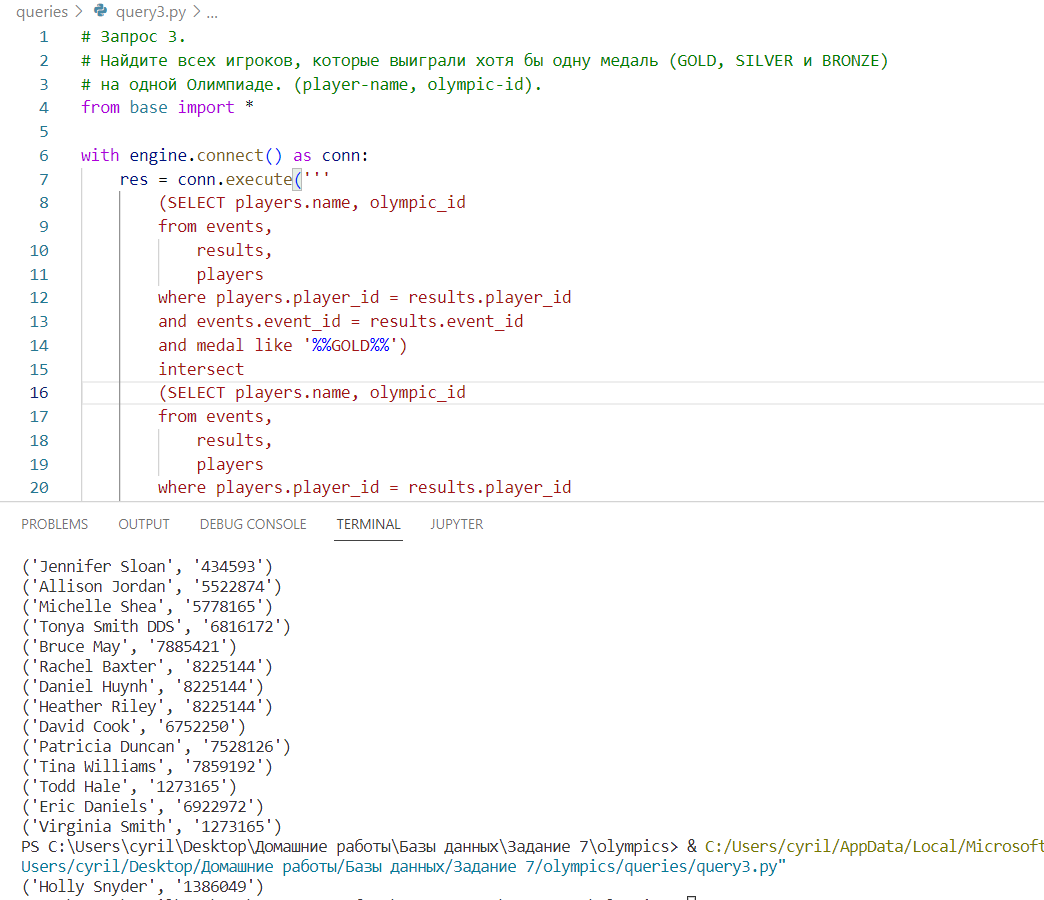 queries > query3.py > ...
1 # Запрос 3.
2 # Найдите всех игроков, которые выиграли хотя бы одну медаль (GOLD, SILVER и BRONZE)
3 # на одной Олимпиаде. (player-name, olympic-id).
4 from base import *
5
6 with engine.connect() as conn:
7 res = conn.execute('''
8 (SELECT players.name, olympic_id
9 from events,
10 results,
11 players
12 where players.player_id = results.player_id
13 and events.event_id = results.event_id
14 and medal like '%%GOLD%%')
15 intersect
16 (SELECT players.name, olympic_id
17 from events,
18 results,
19 players
20 where players.player_id = results.player_id
PROBLEMS OUTPUT DEBUG CONSOLE TERMINAL JUPYTER
('Jennifer Sloan', '434593')
('Allison Jordan', '5522874')
('Michelle Shea', '5778165')
('Tonya Smith DDS', '6816172')
('Bruce May', '7885421')
('Rachel Baxter', '8225144')
('Daniel Huynh', '8225144')
('Heather Riley', '8225144')
('David Cook', '6752250')
('Patricia Duncan', '7528126')
('Tina Williams', '7859192')
('Todd Hale', '1273165')
('Eric Daniels', '6922972')
('Virginia Smith', '1273165')
PS C:\Users\cyril\Desktop\Домашние работы\Базы данных\Задание 7\olympics> & C:/Users/cyril/AppData/Local/Microsoft
Users/cyril/Desktop/Домашние работы/Базы данных/Задание 7/olympics/queries/query3.py"
('Holly Snyder', '1386049')